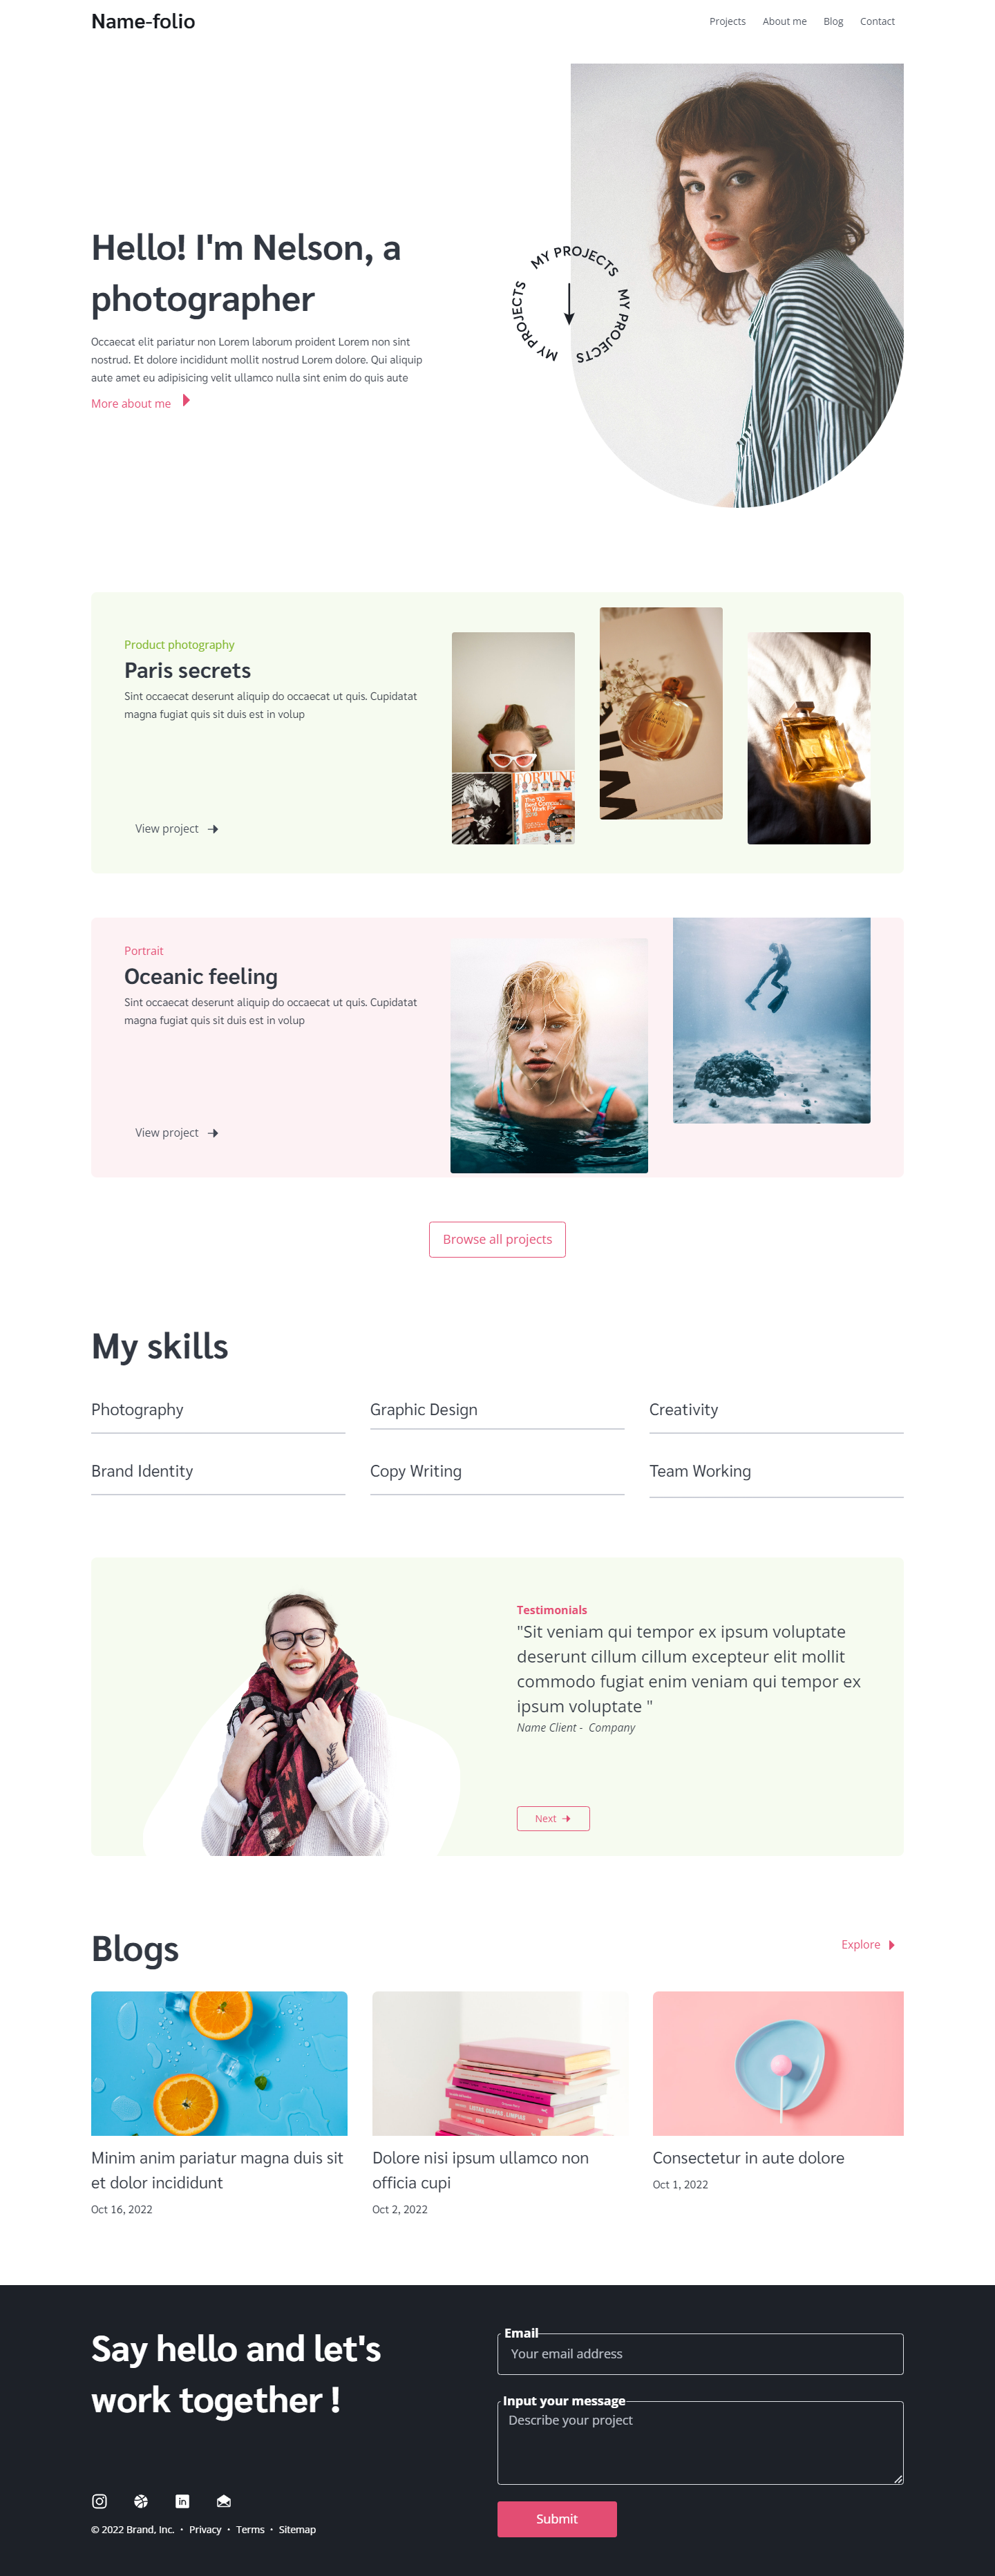 Name-folio
Projects
About me
Blog
Contact
Hello! I'm Nelson, a
photographer
Occaecat elit pariatur non Lorem laborum proident Lorem non sint
nostrud. Et dolore incididunt mollit nostrud Lorem dolore. Qui aliquip
aute amet eu adipisicing velit ullamco nulla sint enim do quis aute
More about me
MY PROJECTS MY PROJECTS MY PROJECTS
Product photography
Paris secrets
Sint occaecat deserunt aliquip do occaecat ut quis. Cupidatat
magna fugiat quis sit duis est in volup
View project
FORTUNE
Portrait
Oceanic feeling
Sint occaecat deserunt aliquip do occaecat ut quis. Cupidatat
magna fugiat quis sit duis est in volup
View project
Browse all projects
My skills
Photography
Graphic Design
Creativity
Brand Identity
Copy Writing
Team Working
Testimonials
"Sit veniam qui tempor ex ipsum voluptate
deserunt cillum cillum excepteur elit mollit
commodo fugiat enim veniam qui tempor ex
ipsum voluptate "
Name Client - Company
Next
Blogs
Explore
Minim anim pariatur magna duis sit
et dolor incididunt
Oct 16, 2022
Dolore nisi ipsum ullamco non
officia cupi
Oct 2, 2022
Consectetur in aute dolore
Oct 1, 2022
Say hello and let's
work together !
Email
Your email address
Input your message
Describe your project
Submit
© 2022 Brand, Inc. • Privacy • Terms • Sitemap